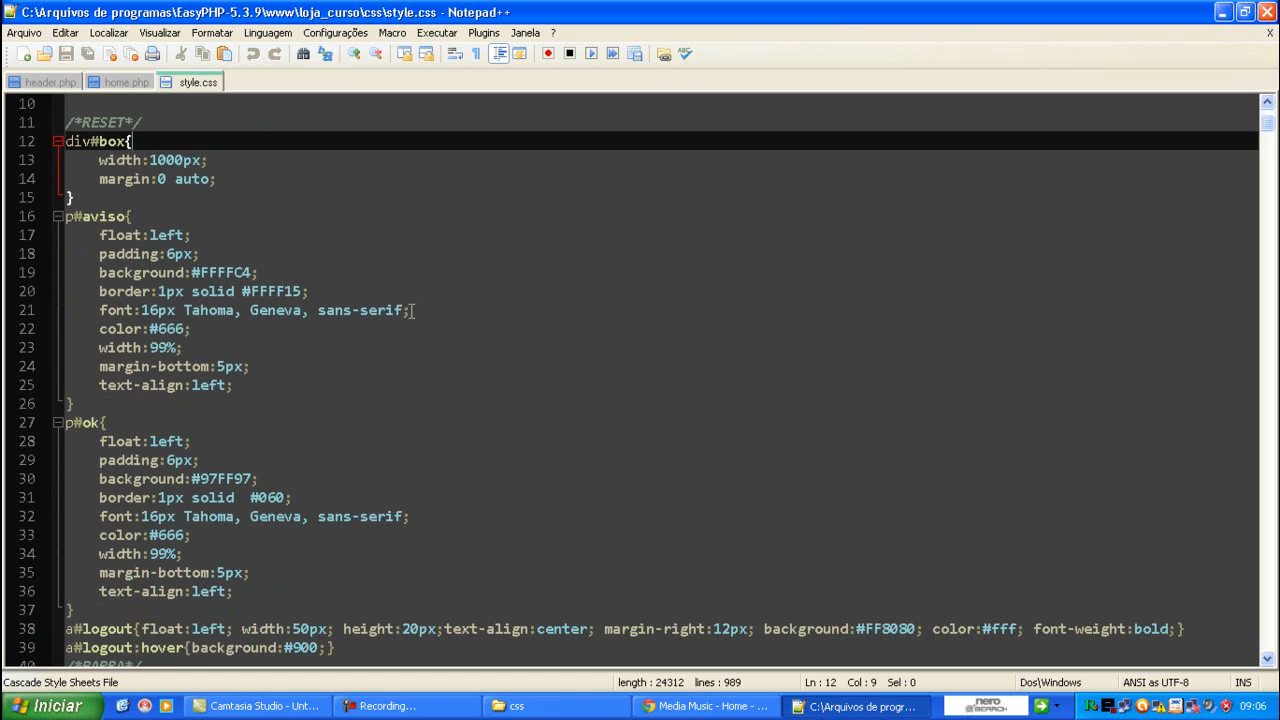 C:\Arquivos de programas\EasyPHP-5.3.9\www\loja_curso\css\style.css - Notepad++
Arquivo Editar Localizar Visualizar Formatar Linguagem Configurações Macro Executar Plugins Janela ? X
header.php home.php style.css
10
11 /*RESET*/
12 div#box{
13 width:1000px;
14 margin:0 auto;
15 }
16 p#aviso{
17 float:left;
18 padding:6px;
19 background:#FFFFC4;
20 border:1px solid #FFFF15;
21 font:16px Tahoma, Geneva, sans-serif;
22 color:#666;
23 width:99%;
24 margin-bottom:5px;
25 text-align:left;
26 }
27 p#ok{
28 float:left;
29 padding:6px;
30 background:#97FF97;
31 border:1px solid  #060;
32 font:16px Tahoma, Geneva, sans-serif;
33 color:#666;
34 width:99%;
35 margin-bottom:5px;
36 text-align:left;
37 }
38 a#logout{float:left; width:50px; height:20px;text-align:center; margin-right:12px; background:#FF8080; color:#fff; font-weight:bold;}
39 a#logout:hover{background:#900;}
Cascade Style Sheets File length : 24312 lines : 989 Ln : 12 Col : 9 Sel : 0 Dos\Windows ANSI as UTF-8 INS
Iniciar Camtasia Studio - Unt... Recording... css Media Music - Home - ... C:\Arquivos de progr... nero SEARCH 09:06